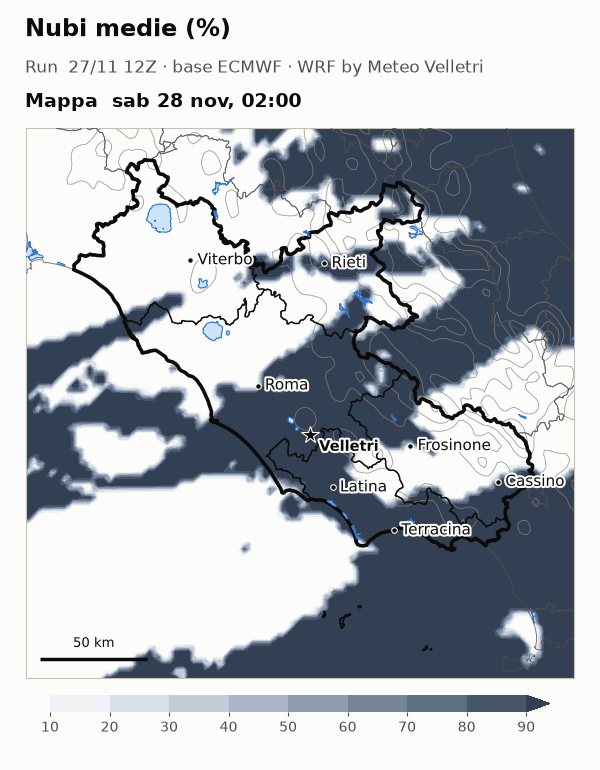 Nubi medie (%)
Run  27/11 12Z · base ECMWF · WRF by Meteo Velletri
Mappa  sab 28 nov, 02:00
Viterbo
Rieti
Roma
Velletri
Frosinone
Latina
Cassino
Terracina
50 km
10 20 30 40 50 60 70 80 90